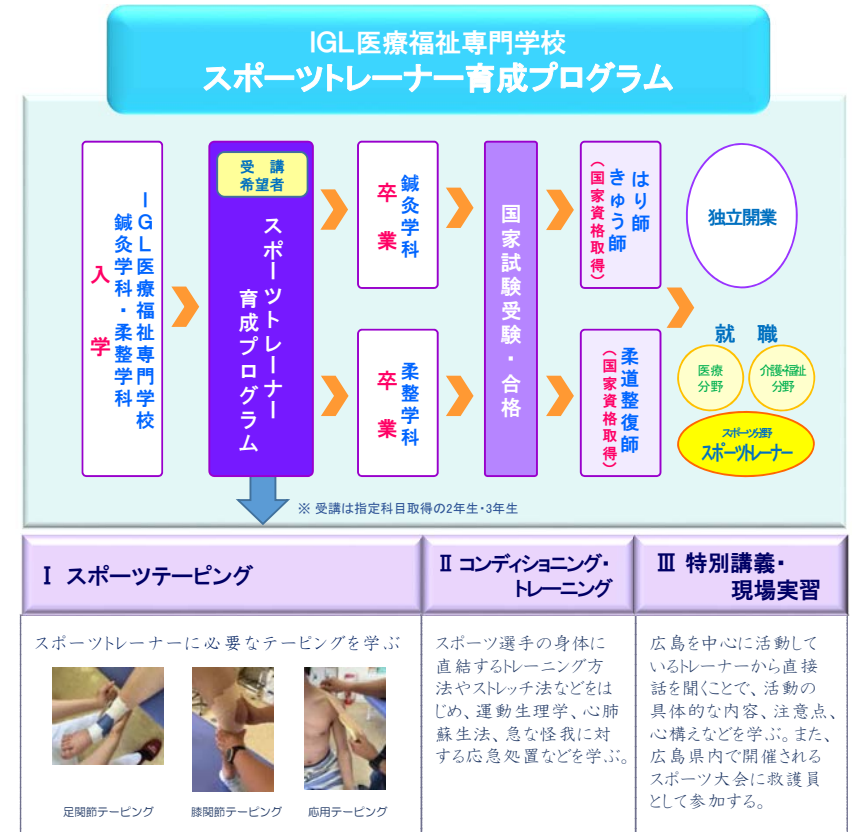 IGL医療福祉専門学校
スポーツトレーナー育成プログラム
IGL医療福祉専門学校
鍼灸学科・柔整学科
入学
受講
希望者
スポーツトレーナー
育成プログラム
鍼灸学科
卒業
柔整学科
卒業
国家試験受験・合格
はり師
きゅう師
(国家資格取得)
柔道整復師
(国家資格取得)
独立開業
就職
医療
分野
介護・福祉
分野
スポーツ分野
スポーツトレーナー
※ 受講は指定科目取得の2年生・3年生
Ⅰ スポーツテーピング
スポーツトレーナーに必要なテーピングを学ぶ
足関節テーピング
膝関節テーピング
応用テーピング
Ⅱ コンディショニング・
トレーニング
スポーツ選手の身体に
直結するトレーニング方
法やストレッチ法などをは
じめ、運動生理学、心肺
蘇生法、急な怪我に対
する応急処置などを学ぶ。
Ⅲ 特別講義・
現場実習
広島を中心に活動して
いるトレーナーから直接
話を聞くことで、活動の
具体的な内容、注意点、
心構えなどを学ぶ。また、
広島県内で開催される
スポーツ大会に救護員
として参加する。